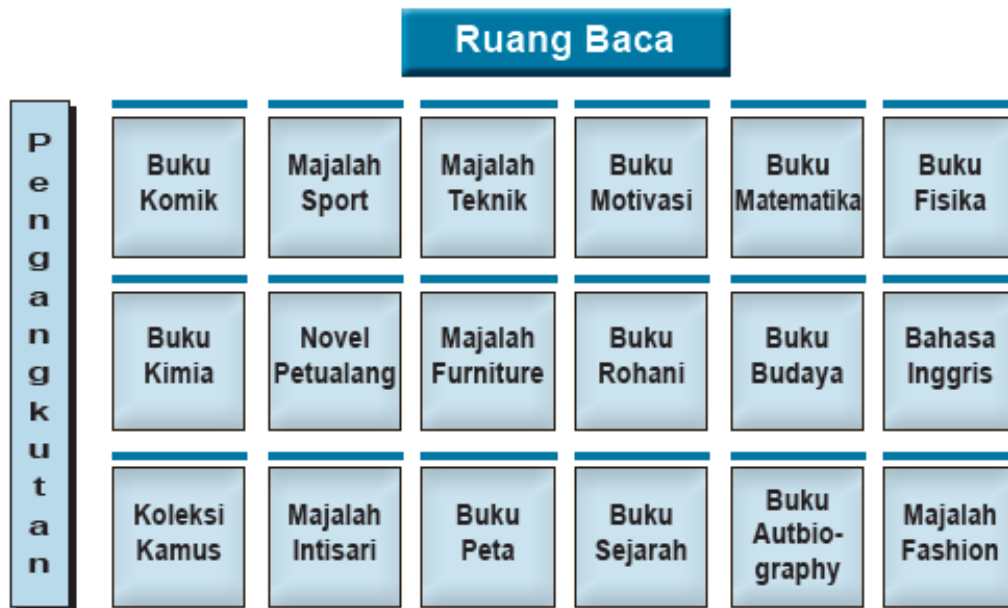 Ruang Baca
Pengangkutan
Buku
Komik
Majalah
Sport
Majalah
Teknik
Buku
Motivasi
Buku
Matematika
Buku
Fisika
Buku
Kimia
Novel
Petualang
Majalah
Furniture
Buku
Rohani
Buku
Budaya
Bahasa
Inggris
Koleksi
Kamus
Majalah
Intisari
Buku
Peta
Buku
Sejarah
Buku
Autbio-
graphy
Majalah
Fashion